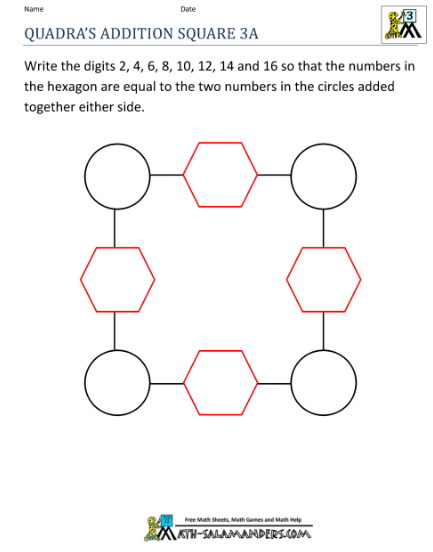 Name Date
QUADRA'S ADDITION SQUARE 3A
3
Write the digits 2, 4, 6, 8, 10, 12, 14 and 16 so that the numbers in
the hexagon are equal to the two numbers in the circles added
together either side.
Free Math Sheets, Math Games and Math Help
MATH-SALAMANDERS.COM